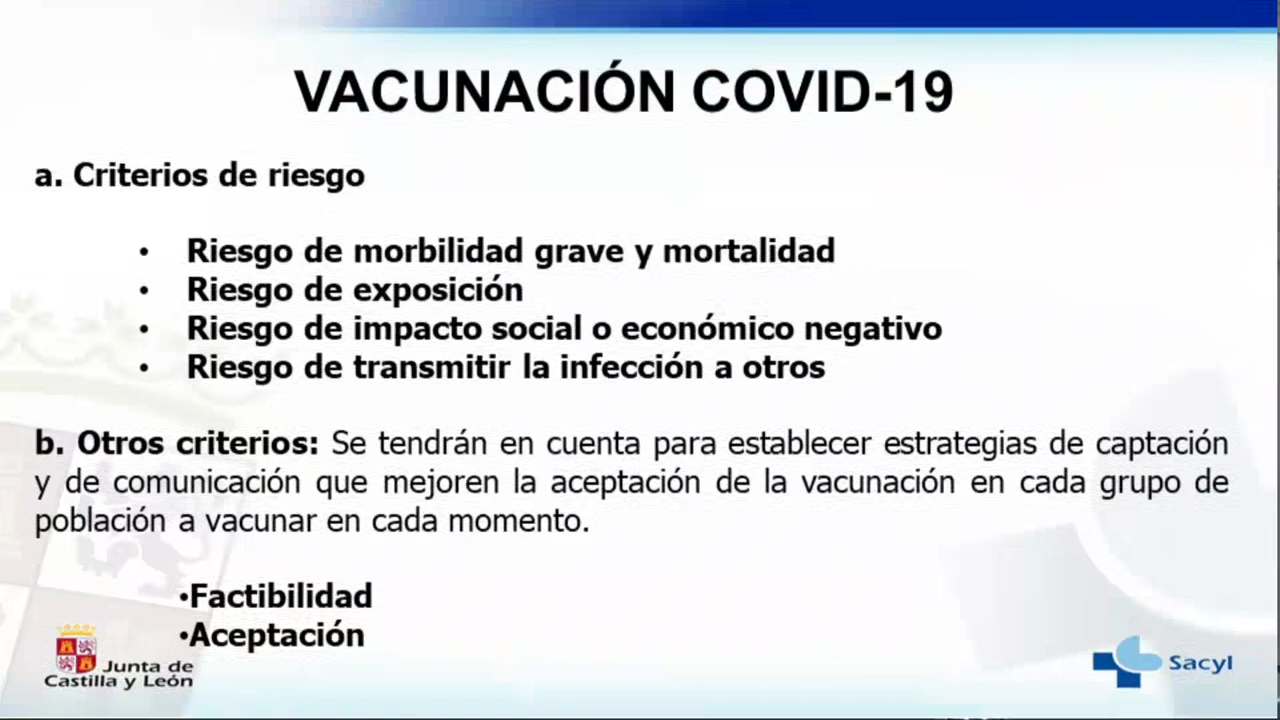 VACUNACIÓN COVID-19
a. Criterios de riesgo
• Riesgo de morbilidad grave y mortalidad
• Riesgo de exposición
• Riesgo de impacto social o económico negativo
• Riesgo de transmitir la infección a otros
b. Otros criterios: Se tendrán en cuenta para establecer estrategias de captación
y de comunicación que mejoren la aceptación de la vacunación en cada grupo de
población a vacunar en cada momento.
•Factibilidad
•Aceptación
Junta de
Castilla y León
Sacyl